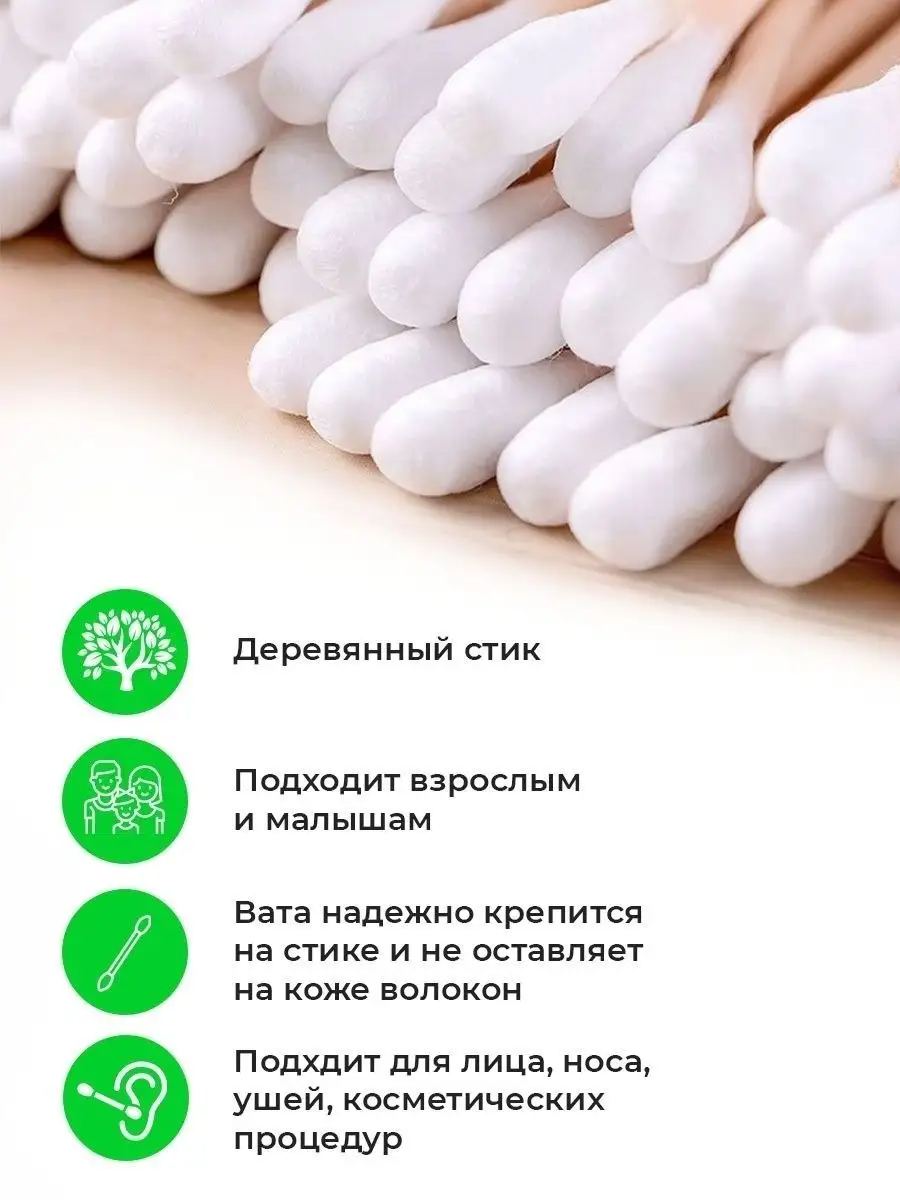 Деревянный стик
Подходит взрослым
и малышам
Вата надежно крепится
на стике и не оставляет
на коже волокон
Подхдит для лица, носа,
ушей, косметических
процедур